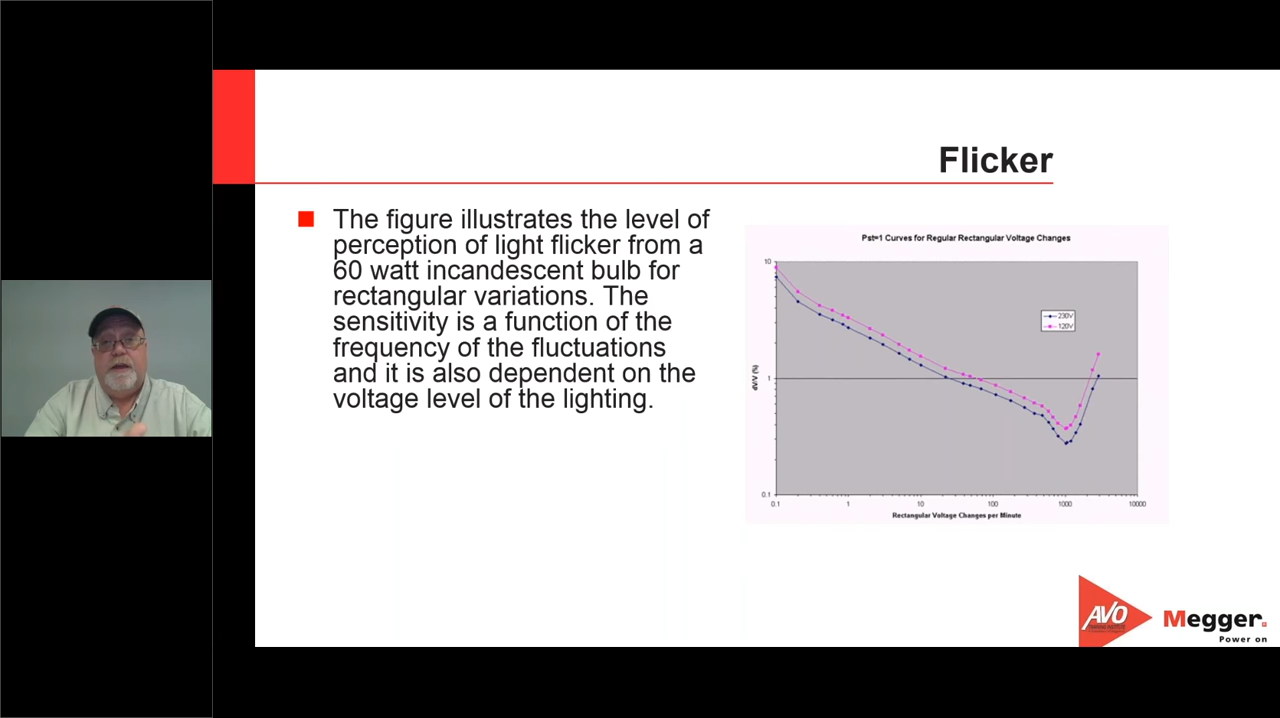 Flicker
The figure illustrates the level of
perception of light flicker from a
60 watt incandescent bulb for
rectangular variations. The
sensitivity is a function of the
frequency of the fluctuations
and it is also dependent on the
voltage level of the lighting.
Pst=1 Curves for Regular Rectangular Voltage Changes
10
1
0.1
dV/V (%)
230V
120V
0.1 1 10 100 1000 10000
Rectangular Voltage Changes per Minute
AVO
Megger.
Power on